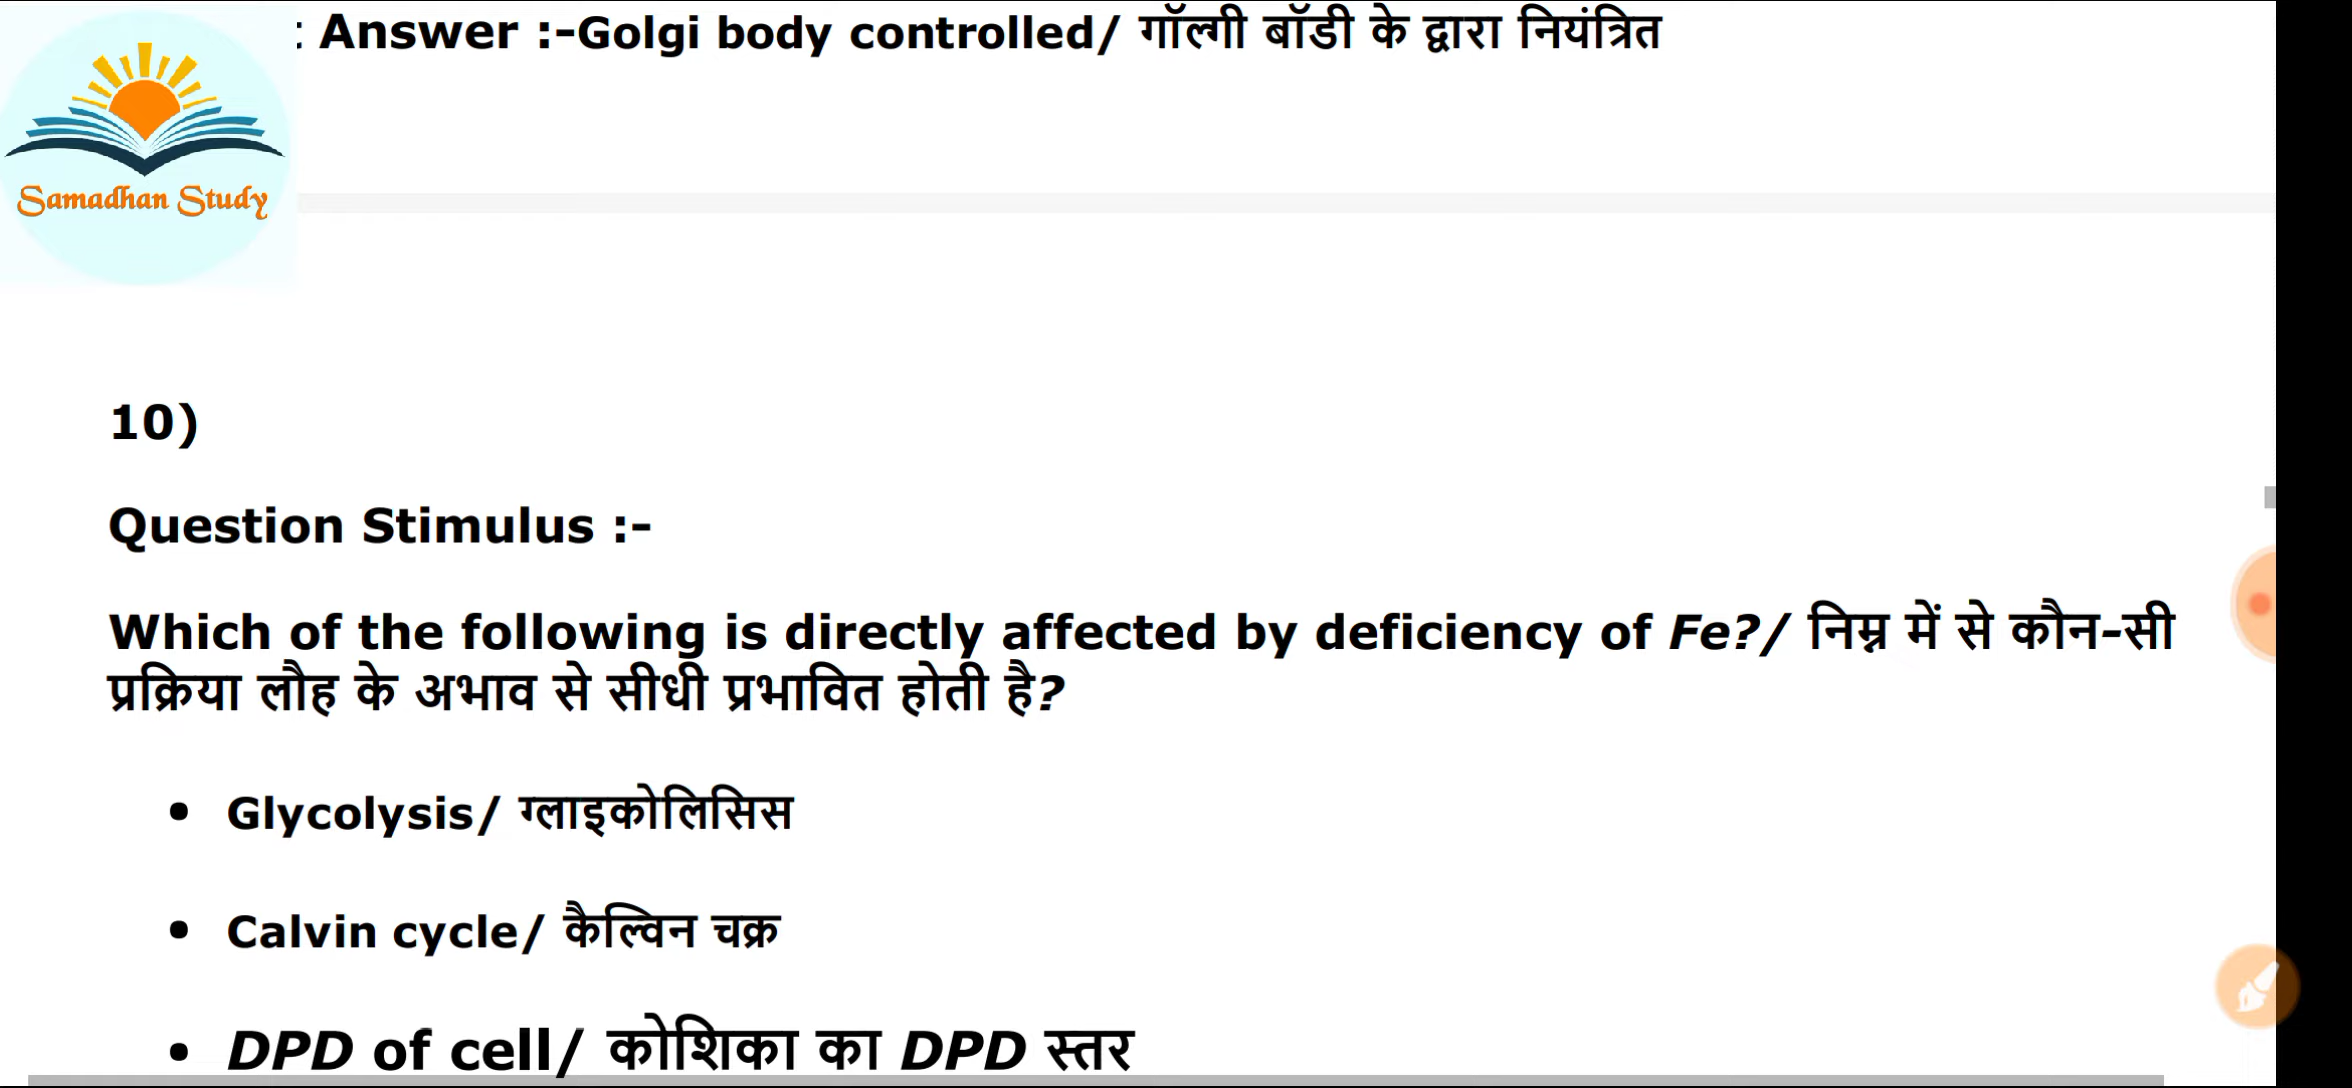 Answer :-Golgi body controlled/ गॉल्गी बॉडी के द्वारा नियंत्रित
Samadhan Study
10)
Question Stimulus :-
Which of the following is directly affected by deficiency of Fe?/ निम्न में से कौन-सी
प्रक्रिया लौह के अभाव से सीधी प्रभावित होती है?
• Glycolysis/ ग्लाइकोलिसिस
• Calvin cycle/ कैल्विन चक्र
• DPD of cell/ कोशिका का DPD स्तर